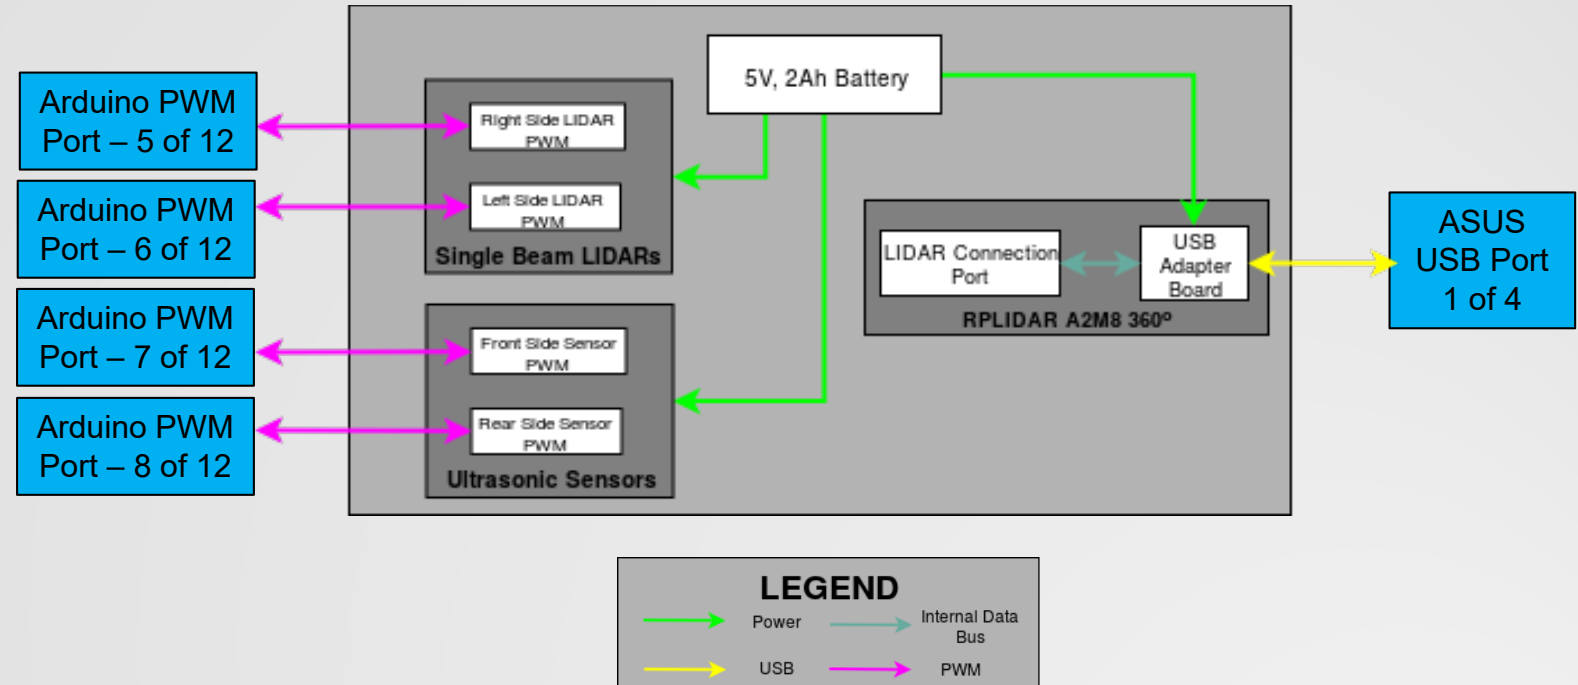 Arduino PWM
Port – 5 of 12
Arduino PWM
Port – 6 of 12
Arduino PWM
Port – 7 of 12
Arduino PWM
Port – 8 of 12
Right Side LIDAR
PWM
Left Side LIDAR
PWM
Single Beam LIDARs
Front Side Sensor
PWM
Rear Side Sensor
PWM
Ultrasonic Sensors
5V, 2Ah Battery
LIDAR Connection
Port
USB
Adapter
Board
RPLIDAR A2M8 360º
ASUS
USB Port
1 of 4
LEGEND
Power
Internal Data
Bus
USB
PWM